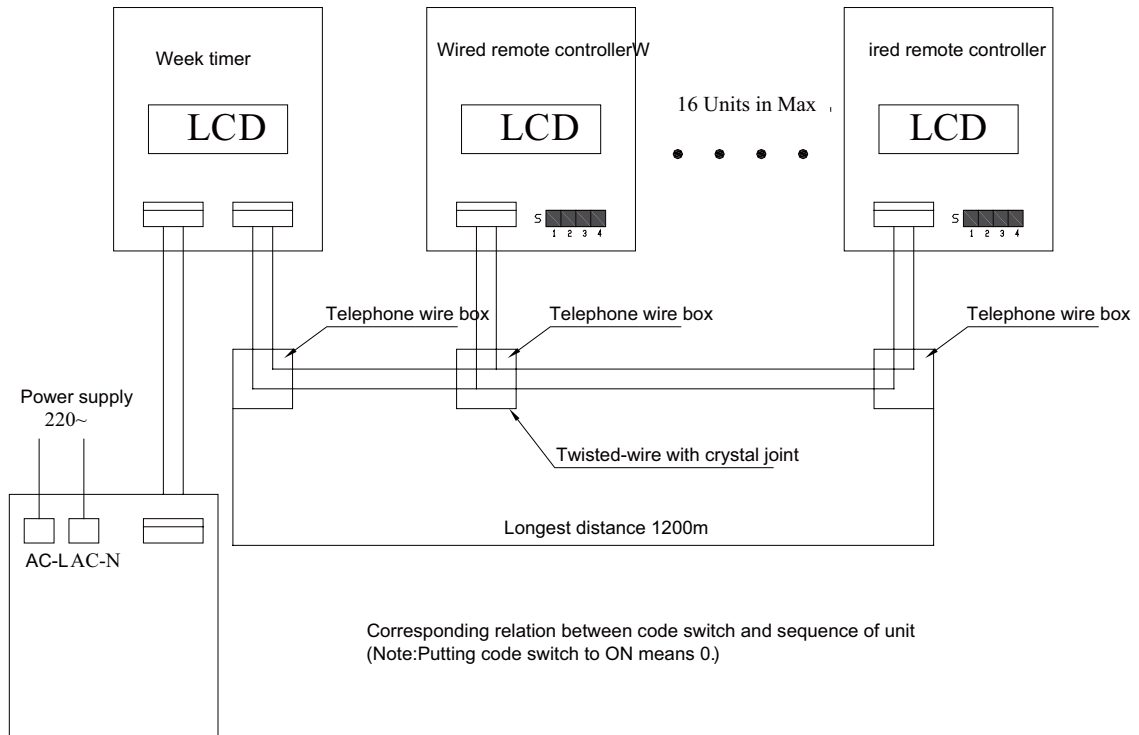 Week timer
LCD
Wired remote controllerW
LCD
S
1 2 3 4
16 Units in Max
ired remote controller
LCD
S
1 2 3 4
Telephone wire box
Telephone wire box
Telephone wire box
Power supply
220~
Twisted-wire with crystal joint
Longest distance 1200m
AC-L AC-N
Corresponding relation between code switch and sequence of unit
(Note:Putting code switch to ON means 0.)